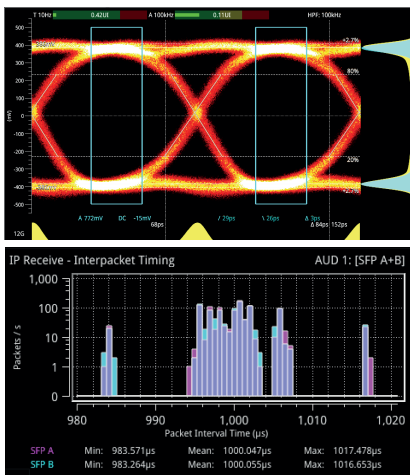 T 10Hz 0.42UI A 100kHz 0.11UI HPF: 100kHz
500
400
+2.7%
300
80%
200
100
[mV]
0
-100
-200
20%
-300
-400
-500
A 772mV DC -15mV / 29ps \ 26ps Δ 3ps
12G 68ps Δ 84ps 152ps
IP Receive - Interpacket Timing AUD 1: [SFP A+B]
1,000
100
10
1
0
Packets / s
980 990 1,000 1,010 1,020
Packet Interval Time (µs)
SFP A Min: 983.571µs Mean: 1000.047µs Max: 1017.478µs
SFP B Min: 983.264µs Mean: 1000.055µs Max: 1016.653µs